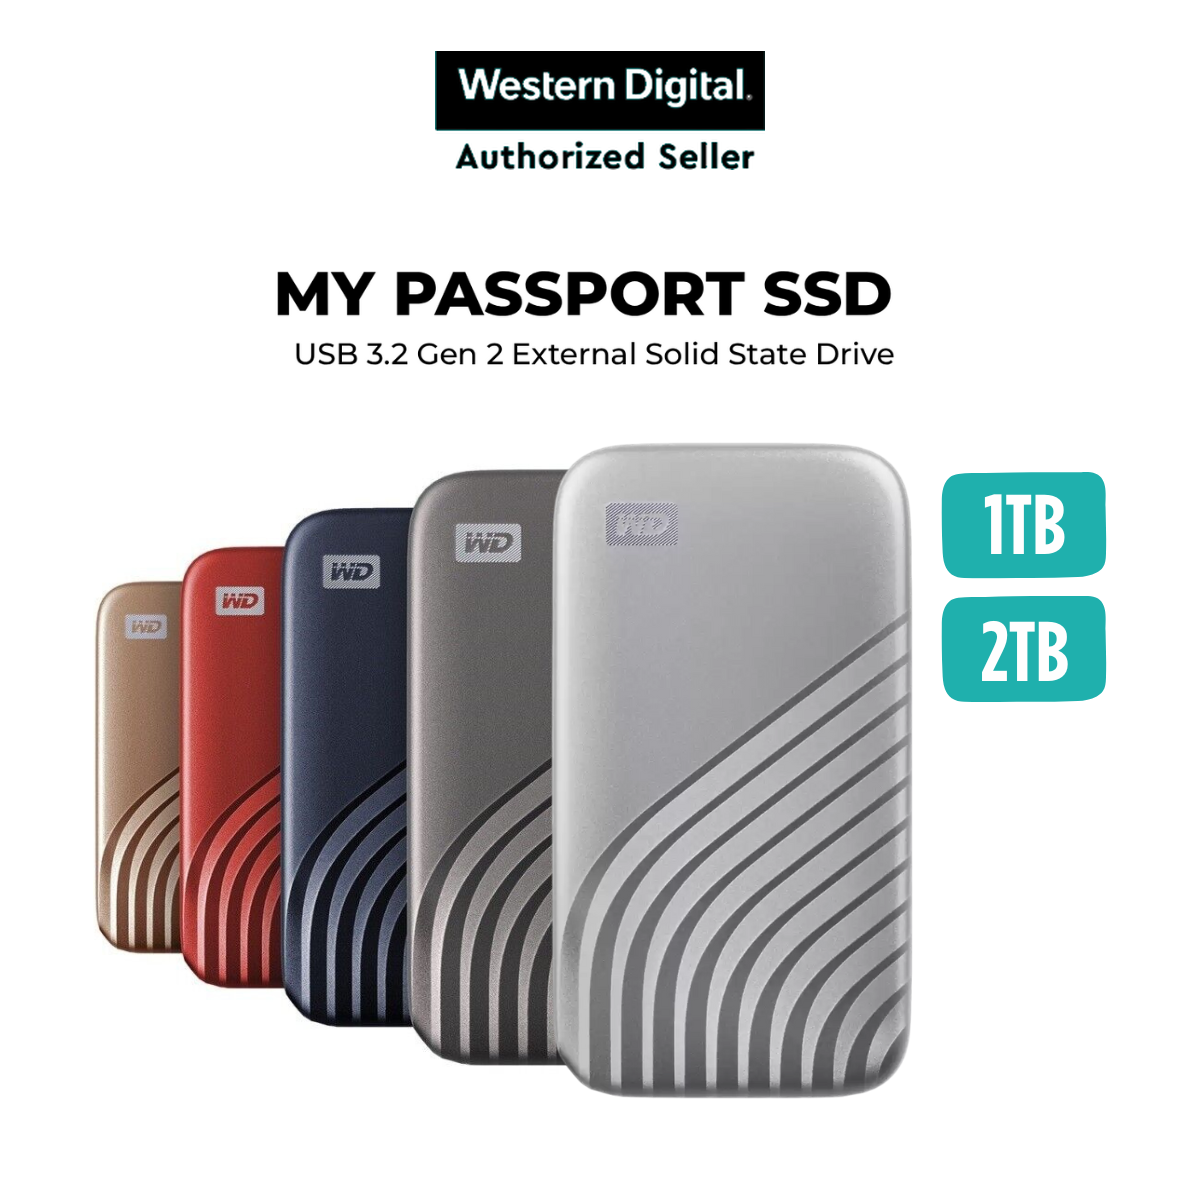 Western Digital.
Authorized Seller
MY PASSPORT SSD
USB 3.2 Gen 2 External Solid State Drive
WD
WD
WD
WD
WD
1TB
2TB